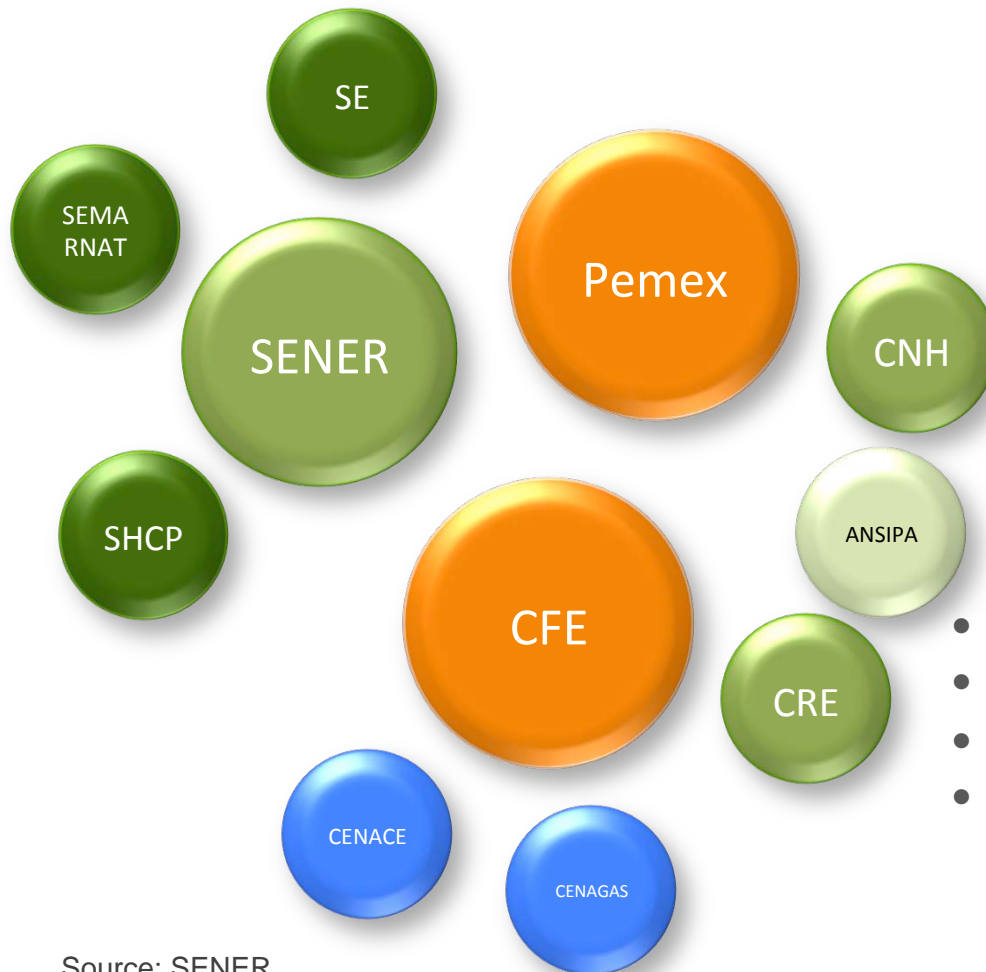 SE
SEMA
RNAT
Pemex
SENER
CNH
SHCP
ANSIPA
CFE
CRE
CENACE
CENAGAS
Source: SENER